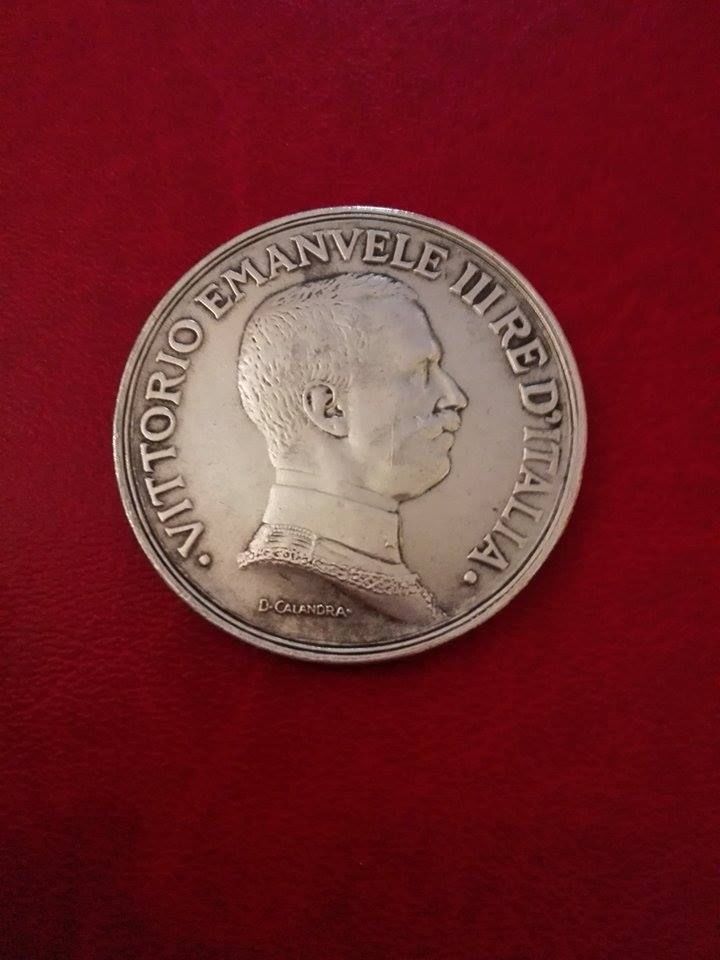 • VITTORIO EMANVELE III RE D'ITALIA •
D•CALANDRA•